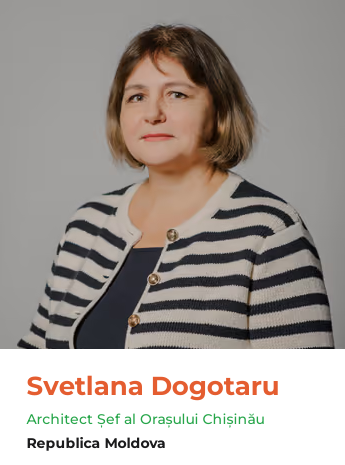 Svetlana Dogotaru
Architect Șef al Orașului Chișinău
Republica Moldova